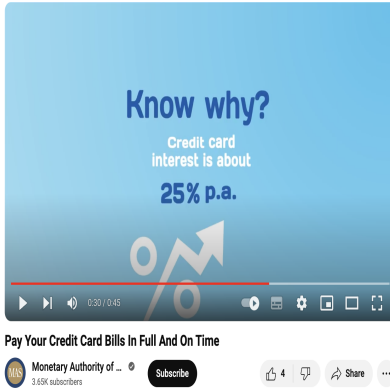 Know why?
Credit card
interest is about
25% p.a.
%
0:30 / 0:45
Pay Your Credit Card Bills In Full And On Time
MAS
Monetary Authority of ...
3.65K subscribers
Subscribe
4
Share